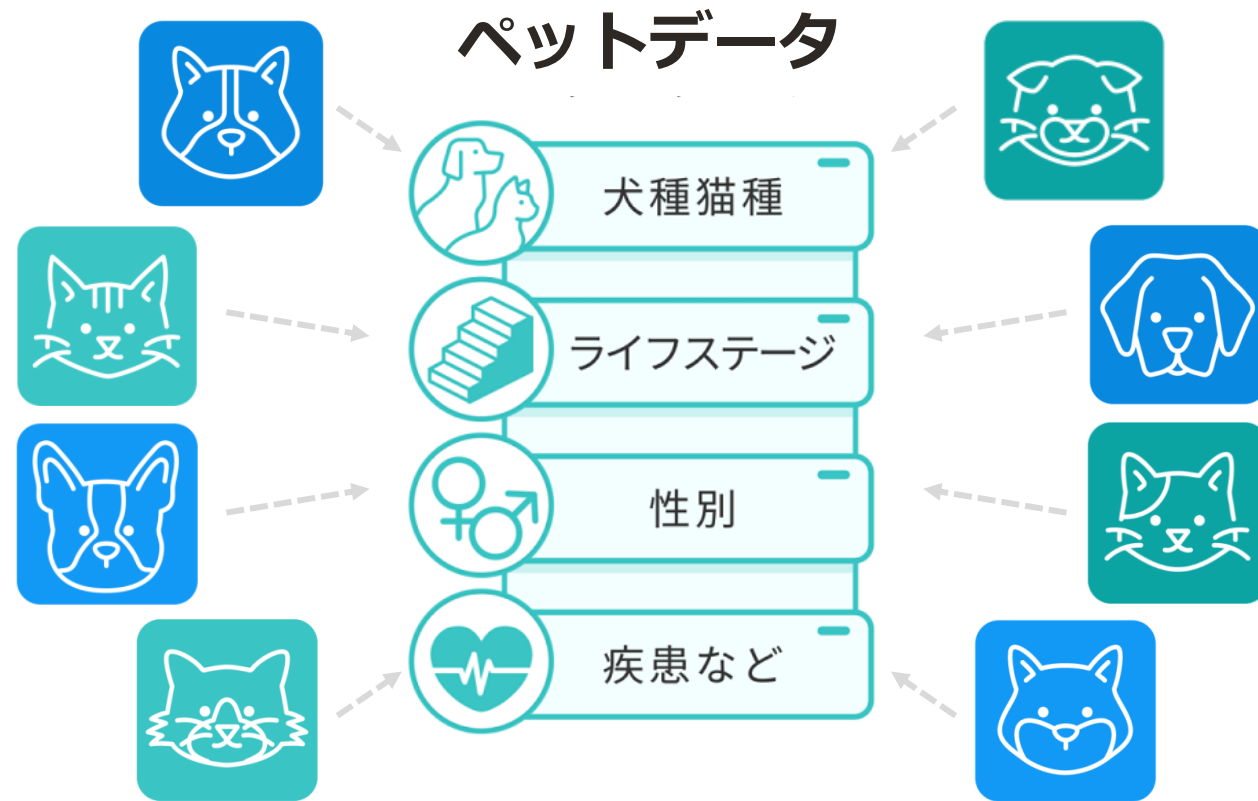 ペットデータ
犬種猫種
ライフステージ
性別
疾患など